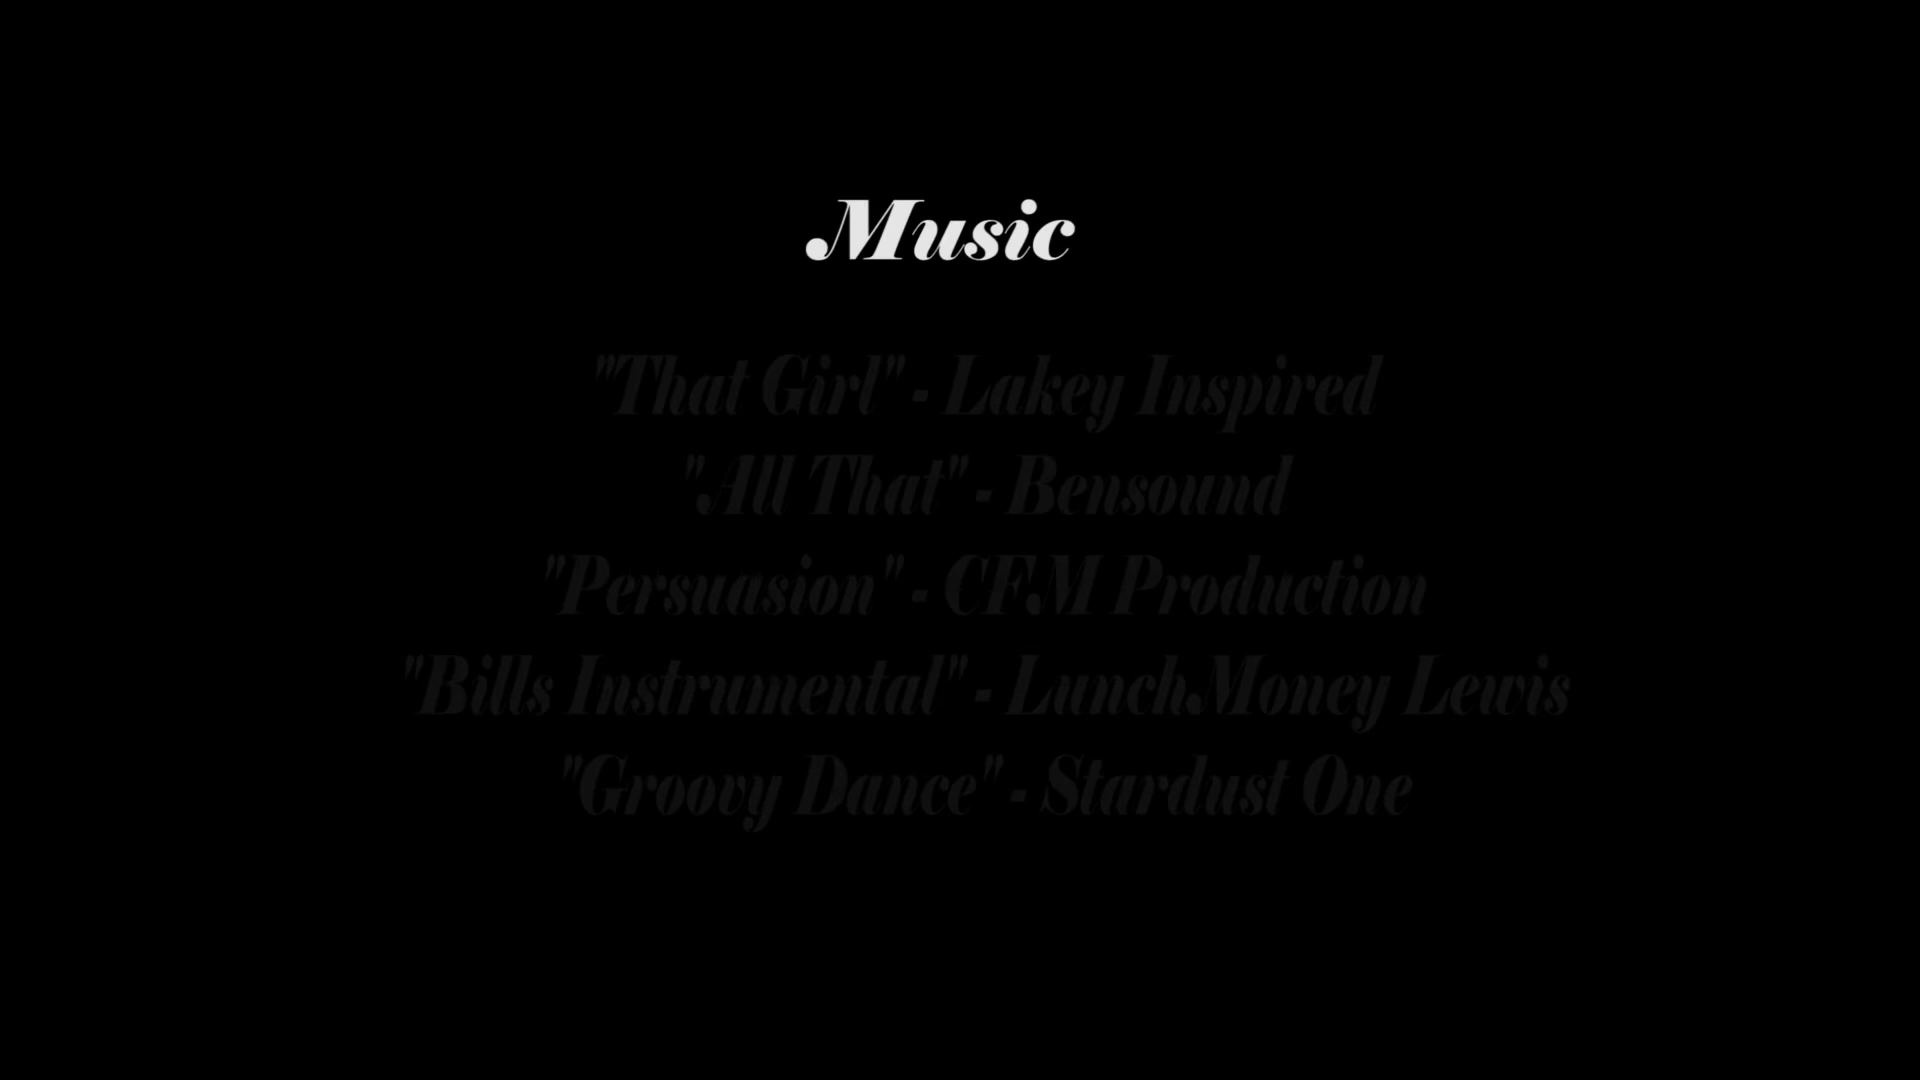 Music
"That Girl" - Lakey Inspired
"All That" - Bensound
"Persuasion" - CFM Production
"Bills Instrumental" - LunchMoney Lewis
"Groovy Dance" - Stardust One